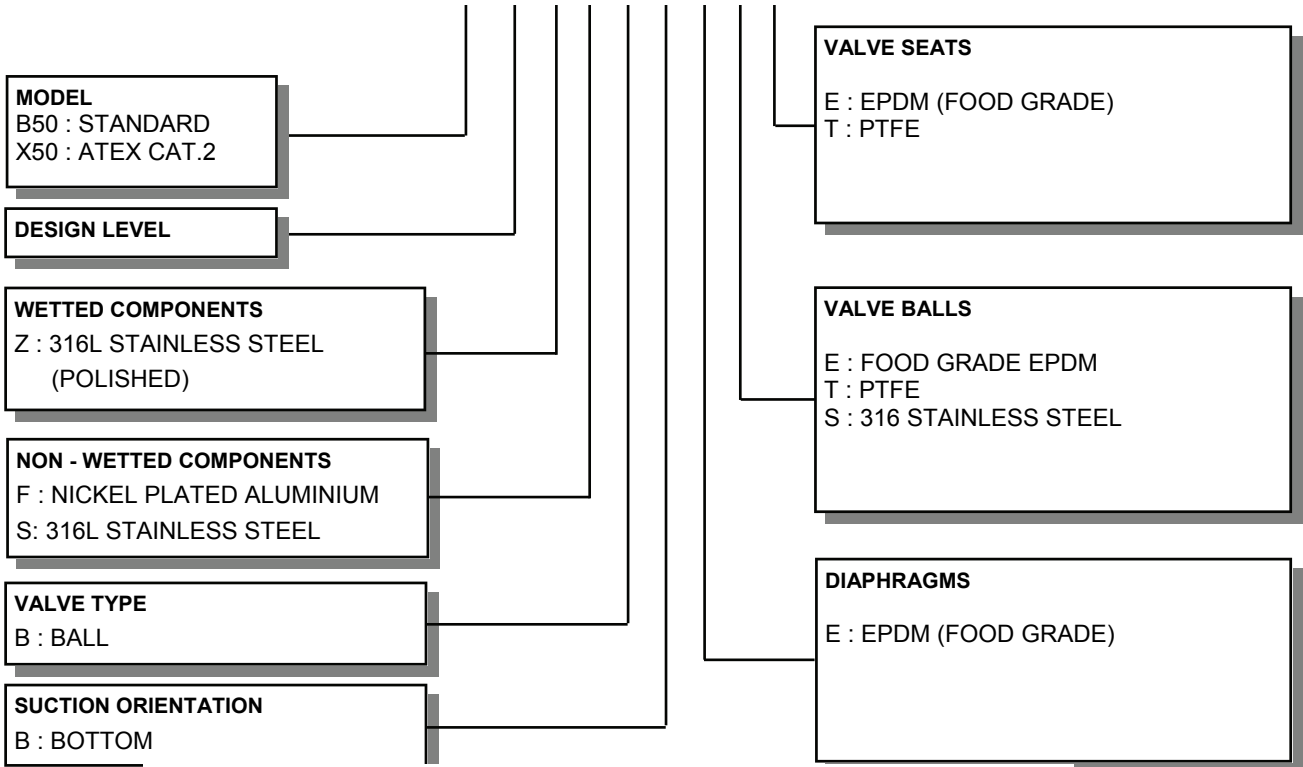 MODEL
B50 : STANDARD
X50 : ATEX CAT.2
DESIGN LEVEL
WETTED COMPONENTS
Z : 316L STAINLESS STEEL
(POLISHED)
NON - WETTED COMPONENTS
F : NICKEL PLATED ALUMINIUM
S: 316L STAINLESS STEEL
VALVE TYPE
B : BALL
SUCTION ORIENTATION
B : BOTTOM
VALVE SEATS
E : EPDM (FOOD GRADE)
T : PTFE
VALVE BALLS
E : FOOD GRADE EPDM
T : PTFE
S : 316 STAINLESS STEEL
DIAPHRAGMS
E : EPDM (FOOD GRADE)